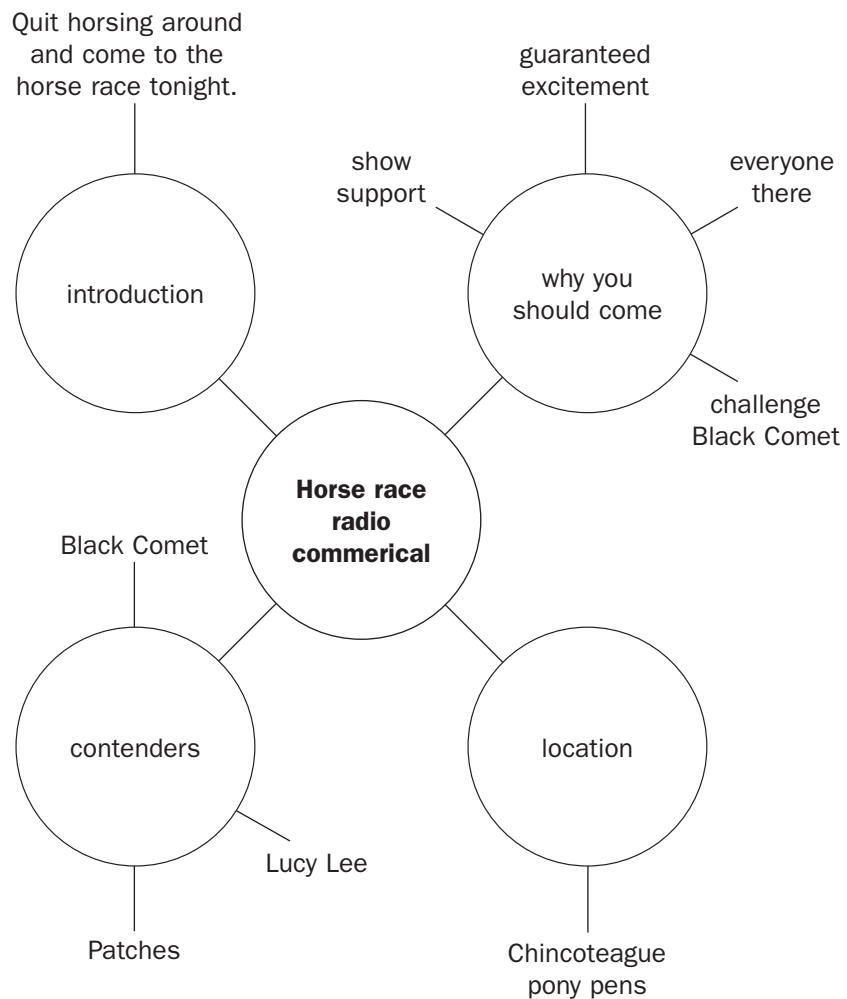 Quit horsing around
and come to the
horse race tonight.
guaranteed
excitement
show
support
everyone
there
introduction
why you
should come
challenge
Black Comet
Horse race
radio
commerical
Black Comet
contenders
location
Lucy Lee
Patches
Chincoteague
pony pens